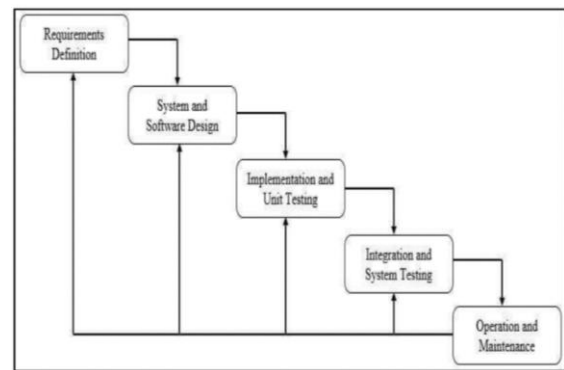 Requirements
Definition
System and
Software Design
Implementation and
Unit Testing
Integration and
System Testing
Operation and
Maintenance